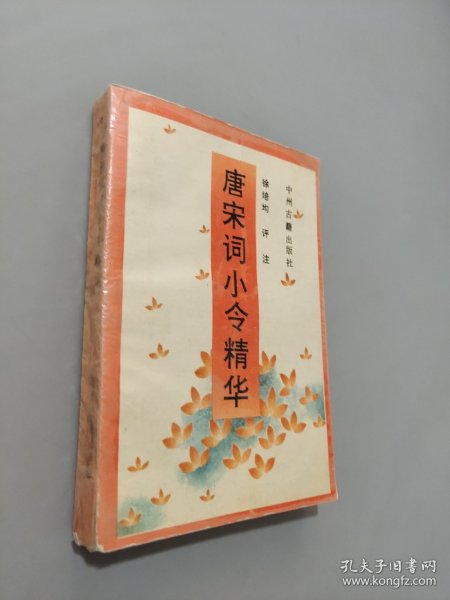 中州古籍出版社
徐培均 评注
唐宋词小令精华
孔夫子旧书网
www.kongfz.com